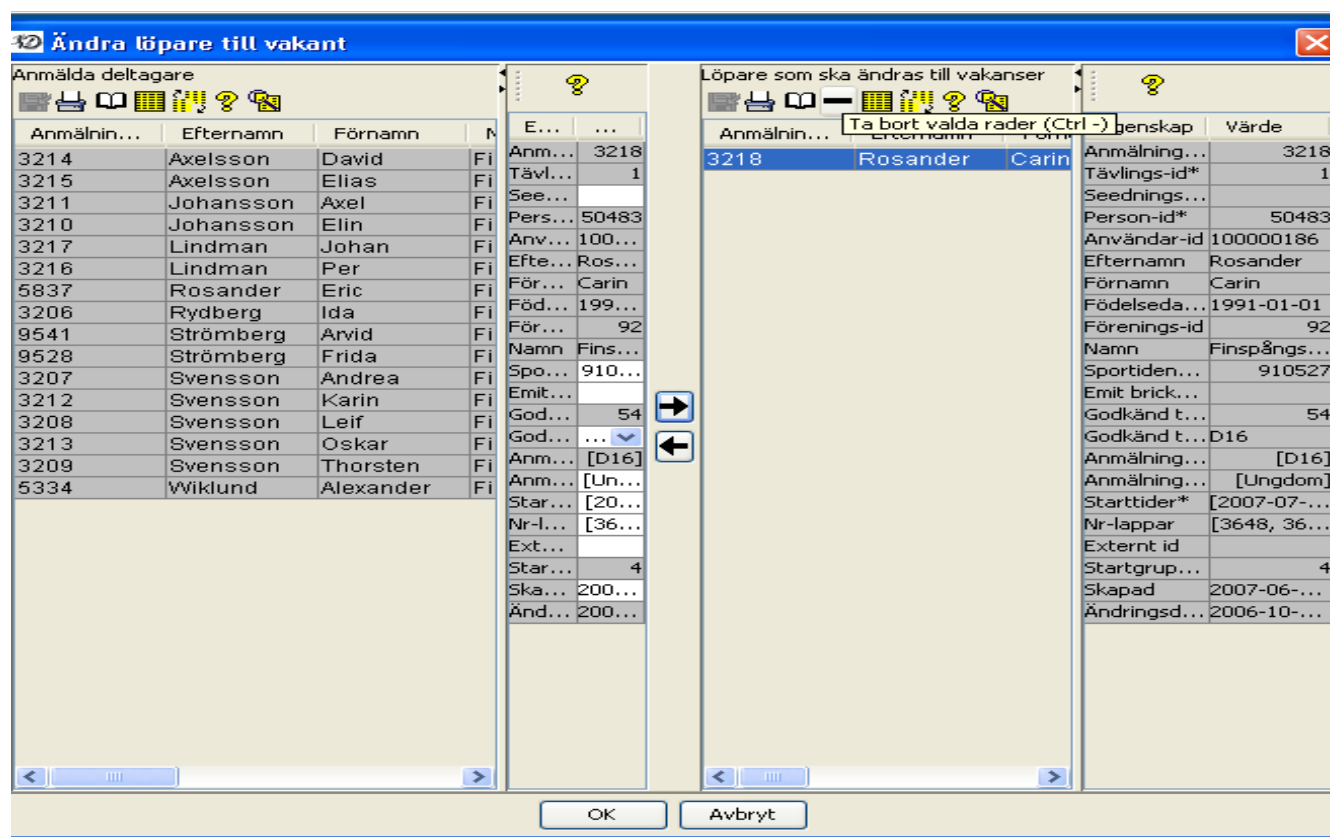 Ändra löpare till vakant
Anmälda deltagare
Anmälnin... Efternamn Förnamn
3214 Axelsson David Fi
3215 Axelsson Elias Fi
3211 Johansson Axel Fi
3210 Johansson Elin Fi
3217 Lindman Johan Fi
3216 Lindman Per Fi
5837 Rosander Eric Fi
3206 Rydberg Ida Fi
9541 Strömberg Arvid Fi
9528 Strömberg Frida Fi
3207 Svensson Andrea Fi
3212 Svensson Karin Fi
3208 Svensson Leif Fi
3213 Svensson Oskar Fi
3209 Svensson Thorsten Fi
5334 Wiklund Alexander Fi
E... ...
Anm... 3218
Tävl... 1
See...
Pers... 50483
Anv... 100...
Efte... Ros...
För... Carin
Föd... 199...
För... 92
Namn Fins...
Spo... 910...
Emit...
God... 54
God... ...
Anm... [D16]
Anm... [Un...
Star... [20...
Nr-l... [36...
Ext...
Star... 4
Ska... 200...
Änd... 200...
Löpare som ska ändras till vakanser
Ta bort valda rader (Ctrl -)
Anmälnin... Efternamn
3218 Rosander Carin
genskap Värde
Anmälning... 3218
Tävlings-id* 1
Seednings...
Person-id* 50483
Användar-id 100000186
Efternamn Rosander
Förnamn Carin
Födelseda... 1991-01-01
Förenings-id 92
Namn Finspångs...
Sportiden... 910527
Emit brick...
Godkänd t... 54
Godkänd t... D16
Anmälning... [D16]
Anmälning... [Ungdom]
Starttider* [2007-07-...
Nr-lappar [3648, 36...
Externt id
Startgrup... 4
Skapad 2007-06-...
Ändringsd... 2006-10-...
OK Avbryt